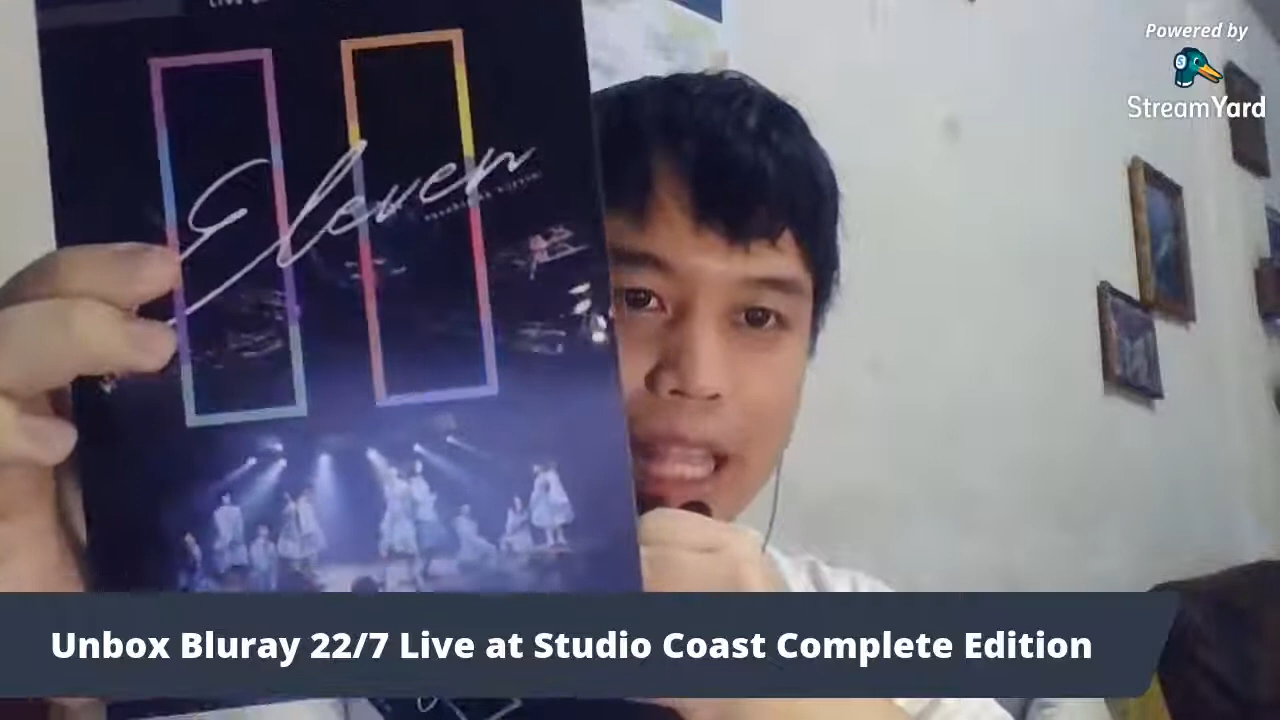 Powered by
StreamYard
Eleven
Unbox Bluray 22/7 Live at Studio Coast Complete Edition